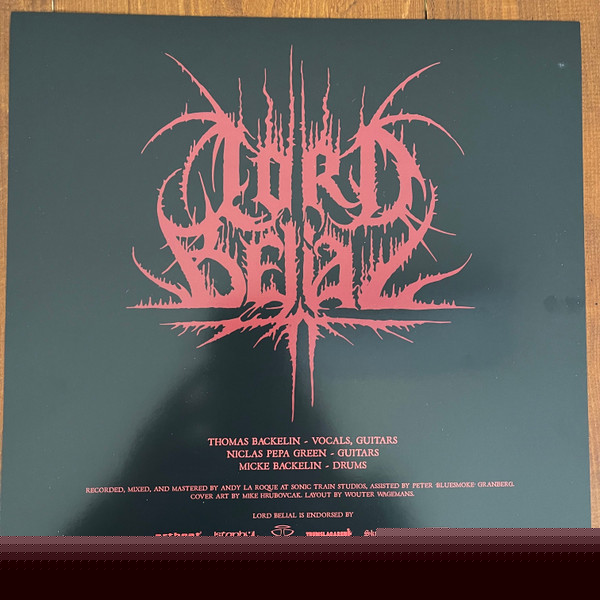 LORD
BELIAL
THOMAS BACKELIN - VOCALS, GUITARS
NICLAS PEPA GREEN - GUITARS
MICKE BACKELIN - DRUMS
RECORDED, MIXED, AND MASTERED BY ANDY LA ROQUE AT SONIC TRAIN STUDIOS, ASSISTED BY PETER 'BLUESMOKE' GRANBERG.
COVER ART BY MIKE HRUBOVCAK. LAYOUT BY WOUTER WAGEMANS.
LORD BELIAL IS ENDORSED BY